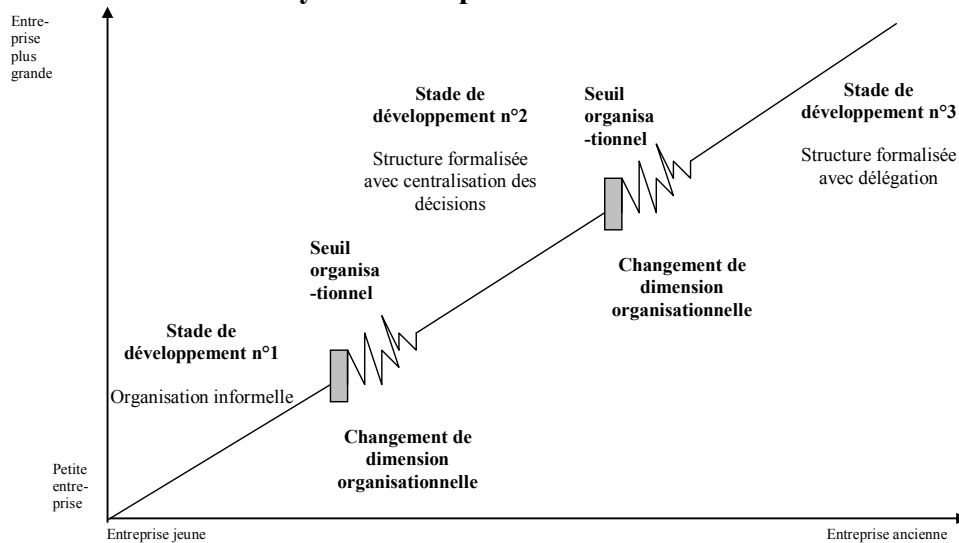 Entre-
prise
plus
grande
Stade de
développement n°2
Structure formalisée
avec centralisation des
décisions
Seuil
organisa
-tionnel
Stade de
développement n°3
Structure formalisée
avec délégation
Seuil
organisa
-tionnel
Changement de
dimension
organisationnelle
Stade de
développement n°1
Organisation informelle
Changement de
dimension
organisationnelle
Petite
entre-
prise
Entreprise jeune
Entreprise ancienne